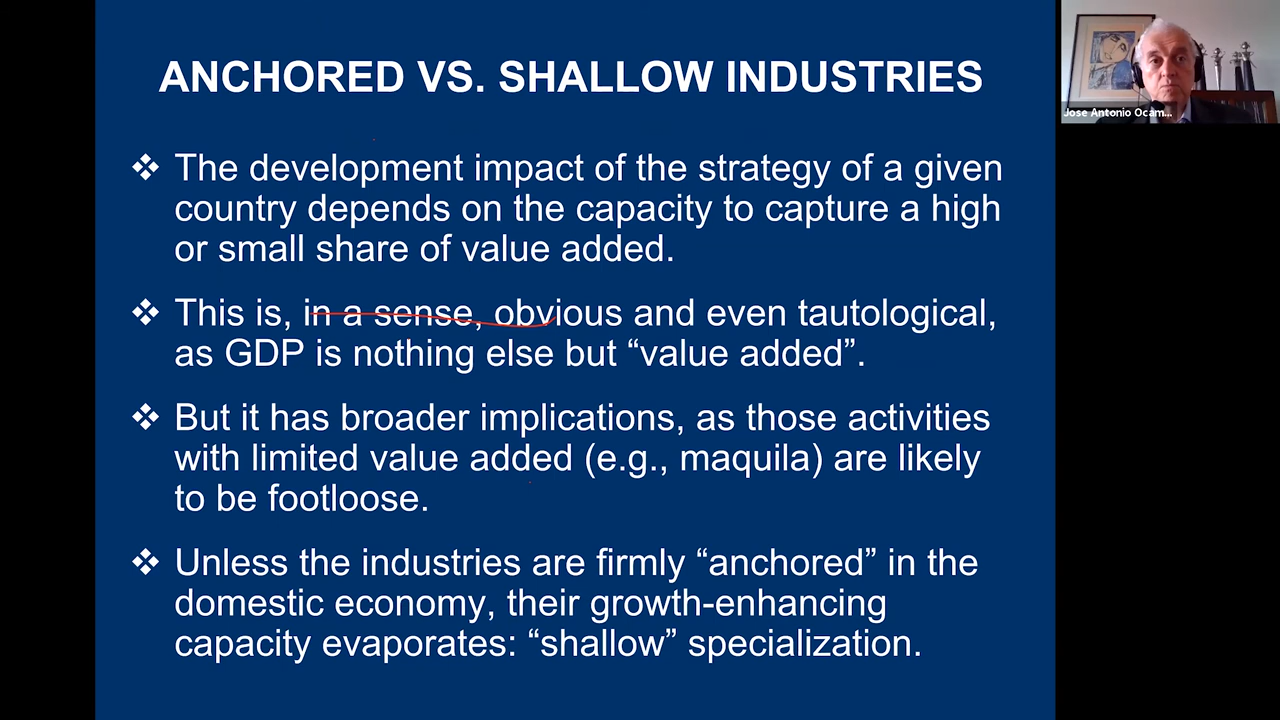 ANCHORED VS. SHALLOW INDUSTRIES
❖ The development impact of the strategy of a given
country depends on the capacity to capture a high
or small share of value added.
❖ This is, in a sense, obvious and even tautological,
as GDP is nothing else but “value added”.
❖ But it has broader implications, as those activities
with limited value added (e.g., maquila) are likely
to be footloose.
❖ Unless the industries are firmly “anchored” in the
domestic economy, their growth-enhancing
capacity evaporates: “shallow” specialization.
Jose Antonio Ocam...